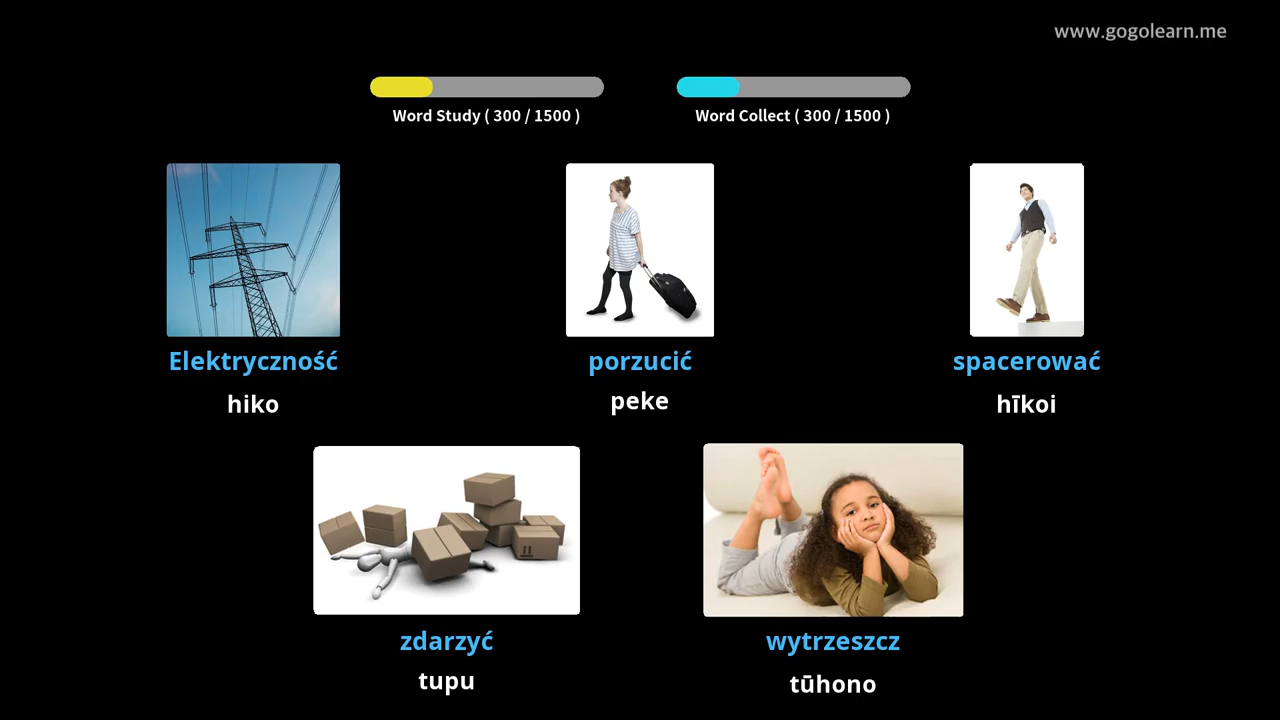 www.gogolearn.me
Word Study ( 300 / 1500 )
Word Collect ( 300 / 1500 )
Elektryczność
hiko
porzucić
peke
spacerować
hīkoi
zdarzyć
tupu
wytrzeszcz
tūhono